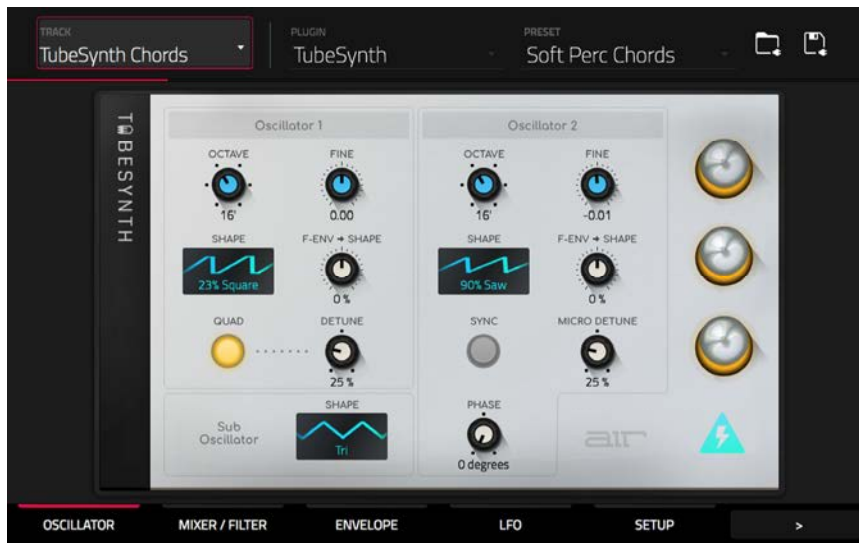 TRACK
TubeSynth Chords
PLUGIN
TubeSynth
PRESET
Soft Perc Chords
TUBESYNTH
Oscillator 1
OCTAVE
16'
FINE
0.00
SHAPE
23% Square
F-ENV → SHAPE
0 %
QUAD
DETUNE
25 %
Oscillator 2
OCTAVE
16'
FINE
-0.01
SHAPE
90% Saw
F-ENV → SHAPE
0 %
SYNC
MICRO DETUNE
25 %
Sub
Oscillator
SHAPE
Tri
PHASE
0 degrees
air
OSCILLATOR
MIXER / FILTER
ENVELOPE
LFO
SETUP
>